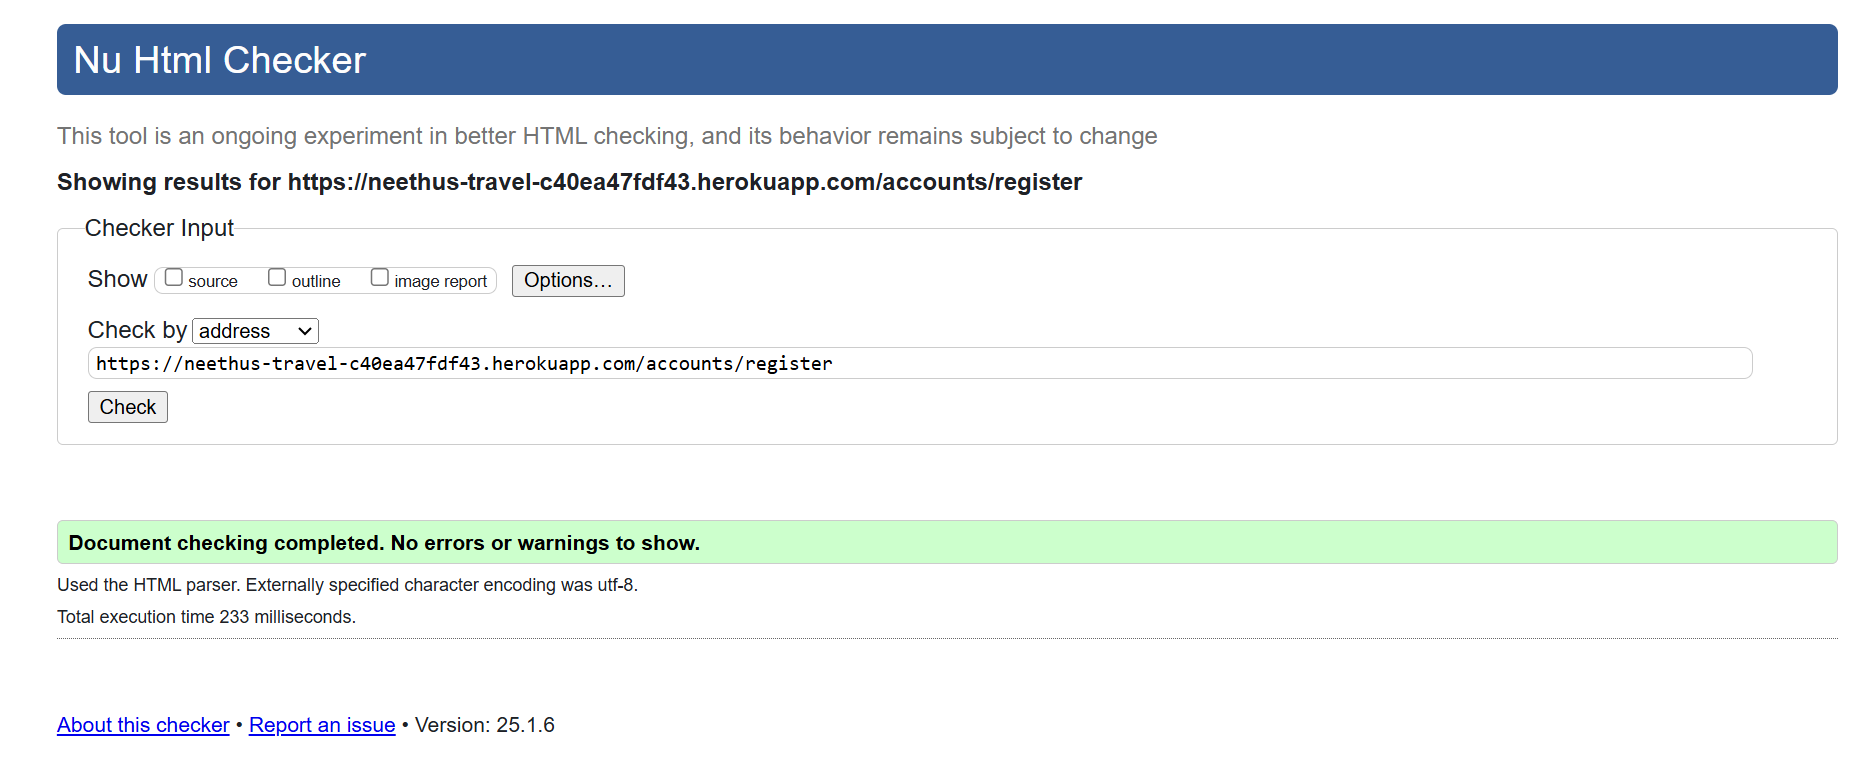 Nu Html Checker
This tool is an ongoing experiment in better HTML checking, and its behavior remains subject to change
Showing results for https://neethus-travel-c40ea47fdf43.herokuapp.com/accounts/register
Checker Input
Show source outline image report Options…
Check by address
https://neethus-travel-c40ea47fdf43.herokuapp.com/accounts/register
Check
Document checking completed. No errors or warnings to show.
Used the HTML parser. Externally specified character encoding was utf-8.
Total execution time 233 milliseconds.
About this checker • Report an issue • Version: 25.1.6